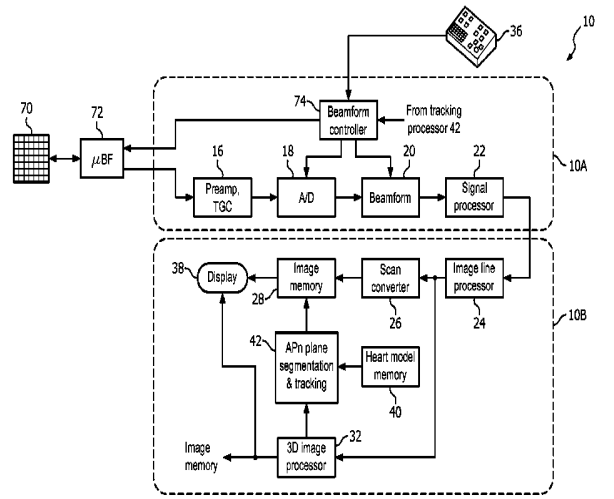 10
36
74
Beamform
controller
From tracking
processor 42
10A
70
72
μBF
16
Preamp,
TGC
18
A/D
20
Beamform
22
Signal
processor
10B
38
Display
Image
memory
28
Scan
converter
26
Image line
processor
24
42
APn plane
segmentation
& tracking
Heart model
memory
40
Image
memory
3D image
processor
32